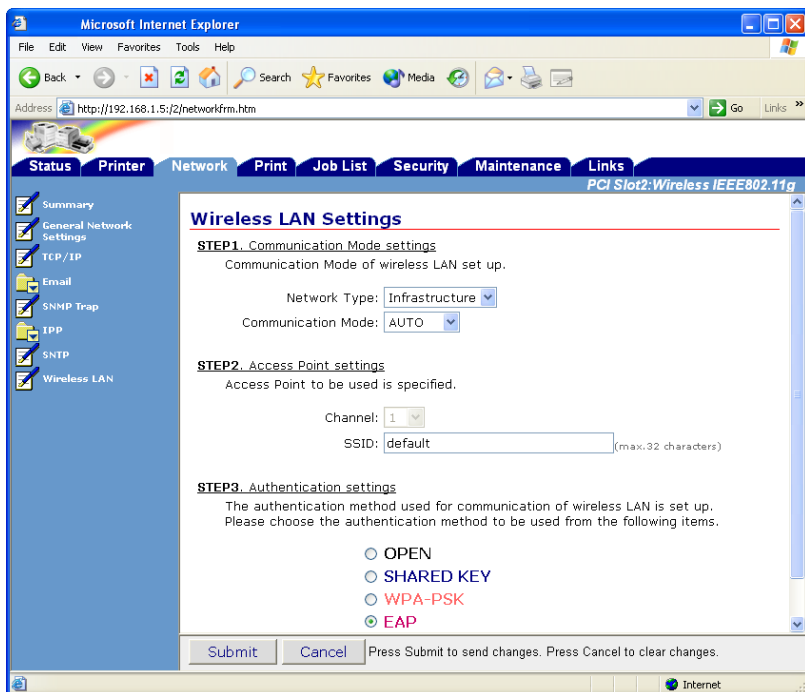 Microsoft Internet Explorer
File Edit View Favorites Tools Help
Back Search Favorites Media
Address http://192.168.1.5:/2/networkfrm.htm Go Links »
Status Printer Network Print Job List Security Maintenance Links
PCI Slot2:Wireless IEEE802.11g
Summary
General Network
Settings
TCP/IP
Email
SNMP Trap
IPP
SNTP
Wireless LAN
Wireless LAN Settings
STEP1. Communication Mode settings
Communication Mode of wireless LAN set up.
Network Type: Infrastructure
Communication Mode: AUTO
STEP2. Access Point settings
Access Point to be used is specified.
Channel: 1
SSID: default (max.32 characters)
STEP3. Authentication settings
The authentication method used for communication of wireless LAN is set up.
Please choose the authentication method to be used from the following items.
OPEN
SHARED KEY
WPA-PSK
EAP
Submit Cancel Press Submit to send changes. Press Cancel to clear changes.
Internet